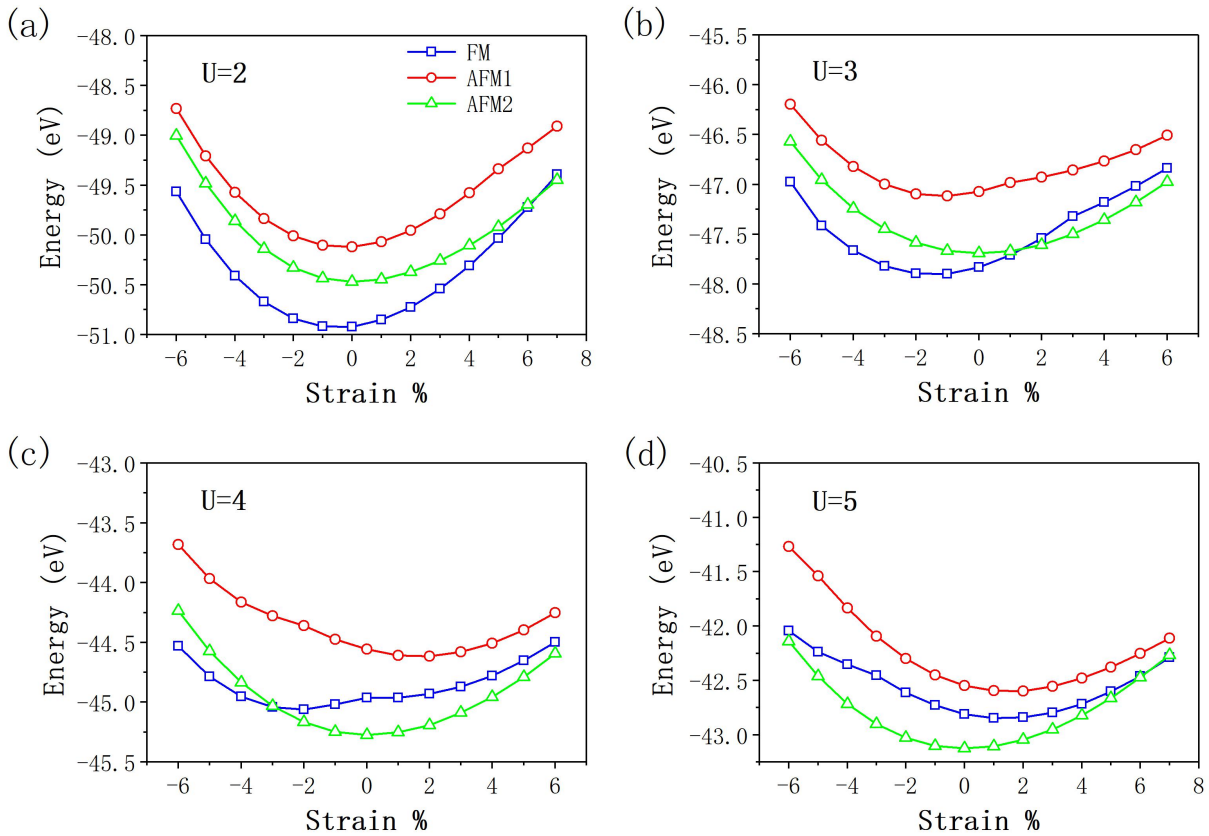 (a)
U=2
FM
AFM1
AFM2
Energy (eV)
-48.0
-48.5
-49.0
-49.5
-50.0
-50.5
-51.0
-6 -4 -2 0 2 4 6 8
Strain %
(b)
U=3
Energy (eV)
-45.5
-46.0
-46.5
-47.0
-47.5
-48.0
-48.5
-6 -4 -2 0 2 4 6
Strain %
(c)
U=4
Energy (eV)
-43.0
-43.5
-44.0
-44.5
-45.0
-45.5
-6 -4 -2 0 2 4 6
Strain %
(d)
U=5
Energy (eV)
-40.5
-41.0
-41.5
-42.0
-42.5
-43.0
-6 -4 -2 0 2 4 6 8
Strain %